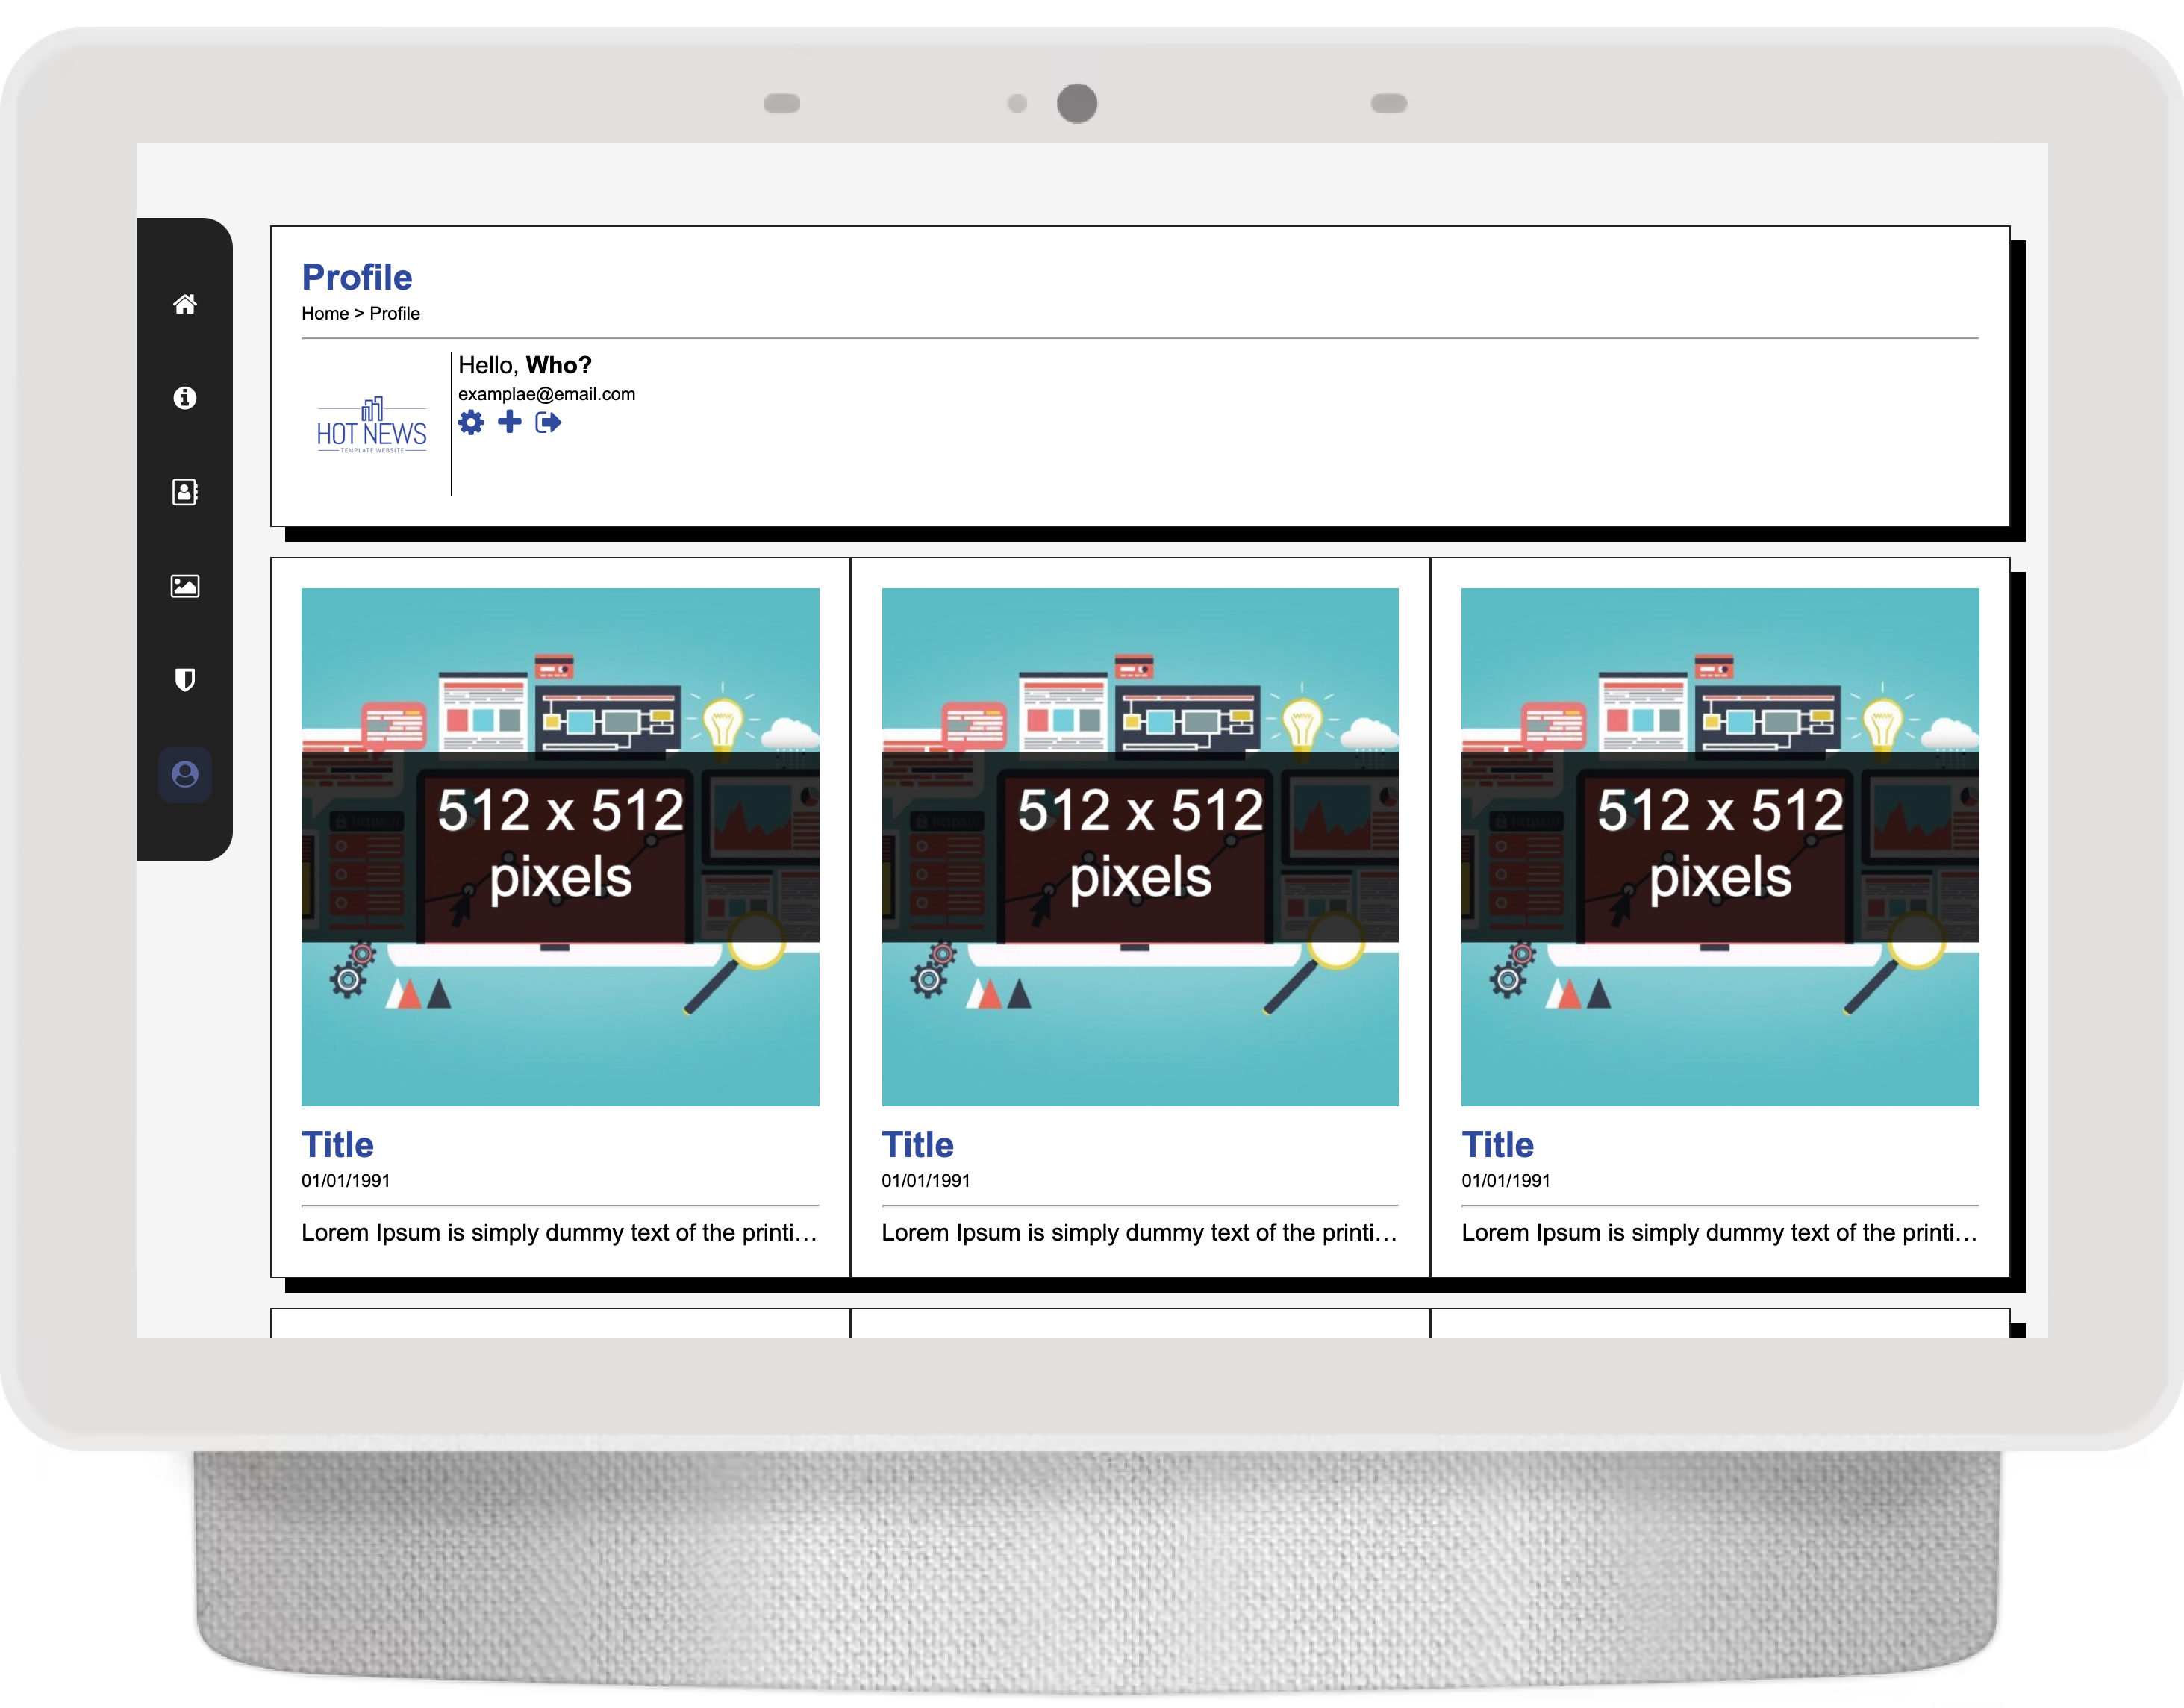 Profile
Home > Profile
Hello, Who?
examplae@email.com
HOT NEWS
TEMPLATE WEBSITE
https://
512 x 512
pixels
Title
01/01/1991
Lorem Ipsum is simply dummy text of the printi...
https://
512 x 512
pixels
Title
01/01/1991
Lorem Ipsum is simply dummy text of the printi...
https://
512 x 512
pixels
Title
01/01/1991
Lorem Ipsum is simply dummy text of the printi...